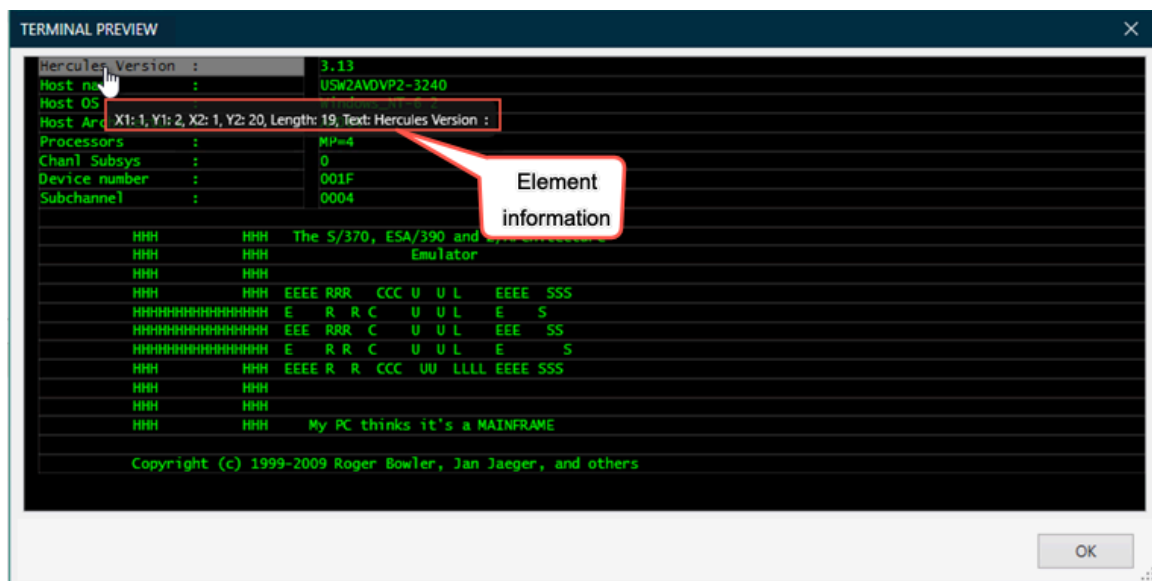 TERMINAL PREVIEW
Hercules Version : 3.13
Host na : USW2AVDVP2-3240
Host OS Windows_NT-6 2
Host Arc
X1: 1, Y1: 2, X2: 1, Y2: 20, Length: 19, Text: Hercules Version :
Processors : MP=4
Chanl Subsys : 0
Device number : 001F
Subchannel : 0004
Element
information
HHH HHH The S/370, ESA/390 and
HHH HHH Emulator
HHH HHH
HHH HHH EEEE RRR CCC U U L EEEE SSS
HHHHHHHHHHHHHHHH E R R C U U L E S
HHHHHHHHHHHHHHHH EEE RRR C U U L EEE SS
HHHHHHHHHHHHHHHH E R R C U U L E S
HHH HHH EEEE R R CCC UU LLLL EEEE SSS
HHH HHH
HHH HHH
HHH HHH My PC thinks it's a MAINFRAME
Copyright (c) 1999-2009 Roger Bowler, Jan Jaeger, and others
OK